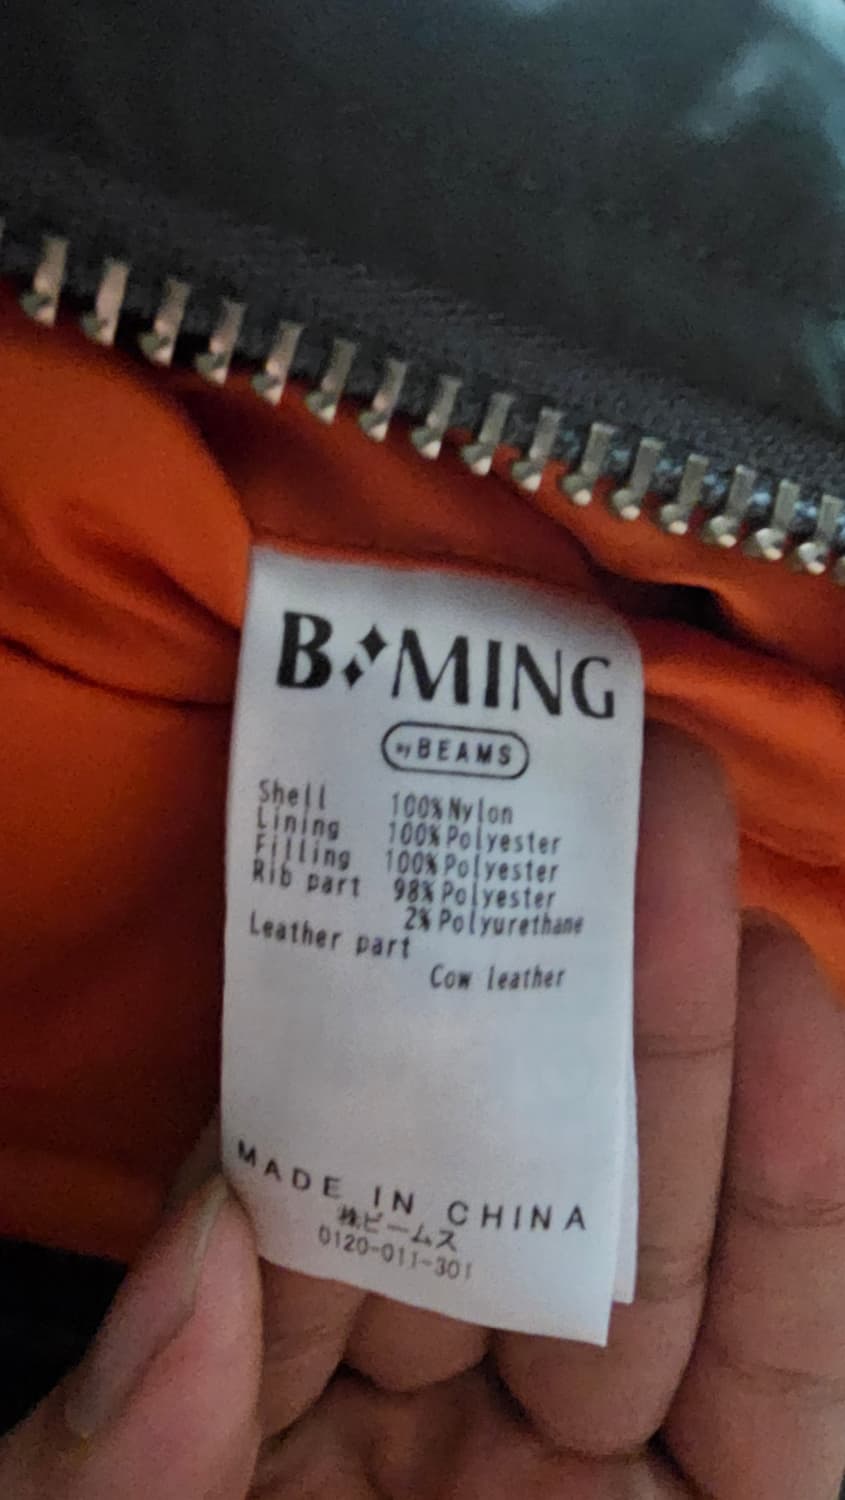 B:MING
by BEAMS
Shell 100% Nylon
Lining 100% Polyester
Filling 100% Polyester
Rib part 98% Polyester
2% Polyurethane
Leather part
Cow leather
MADE IN CHINA
㈱ビームス
0120-011-301